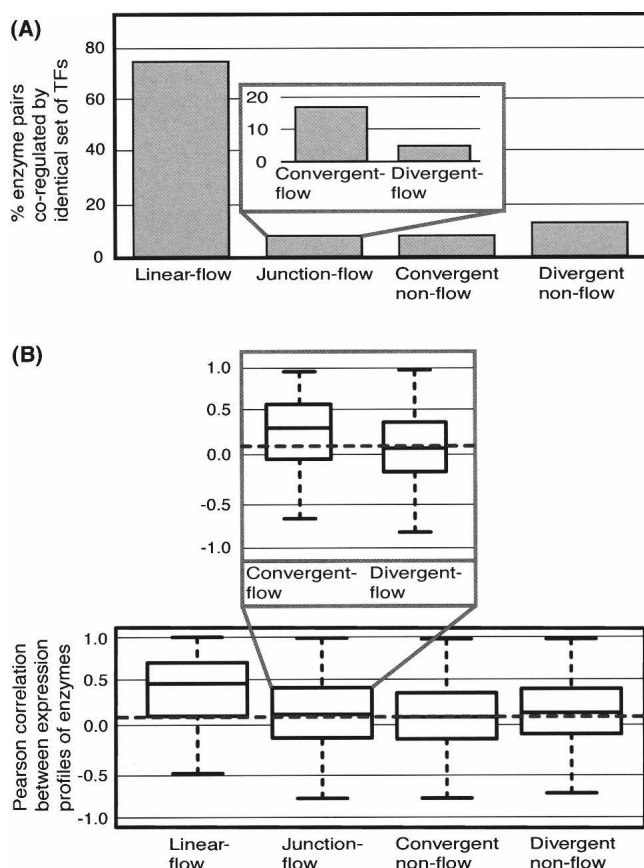 (A)
% enzyme pairs
co-regulated by
identical set of TFs
80
60
40
20
0
20
10
0
Convergent-
flow
Divergent-
flow
Linear-flow
Junction-flow
Convergent
non-flow
Divergent
non-flow
(B)
1.0
0.5
0.0
-0.5
-1.0
Convergent-
flow
Divergent-
flow
Pearson correlation
between expression
profiles of enzymes
1.0
0.5
0.0
-0.5
-1.0
Linear-
flow
Junction-
flow
Convergent
non-flow
Divergent
non-flow